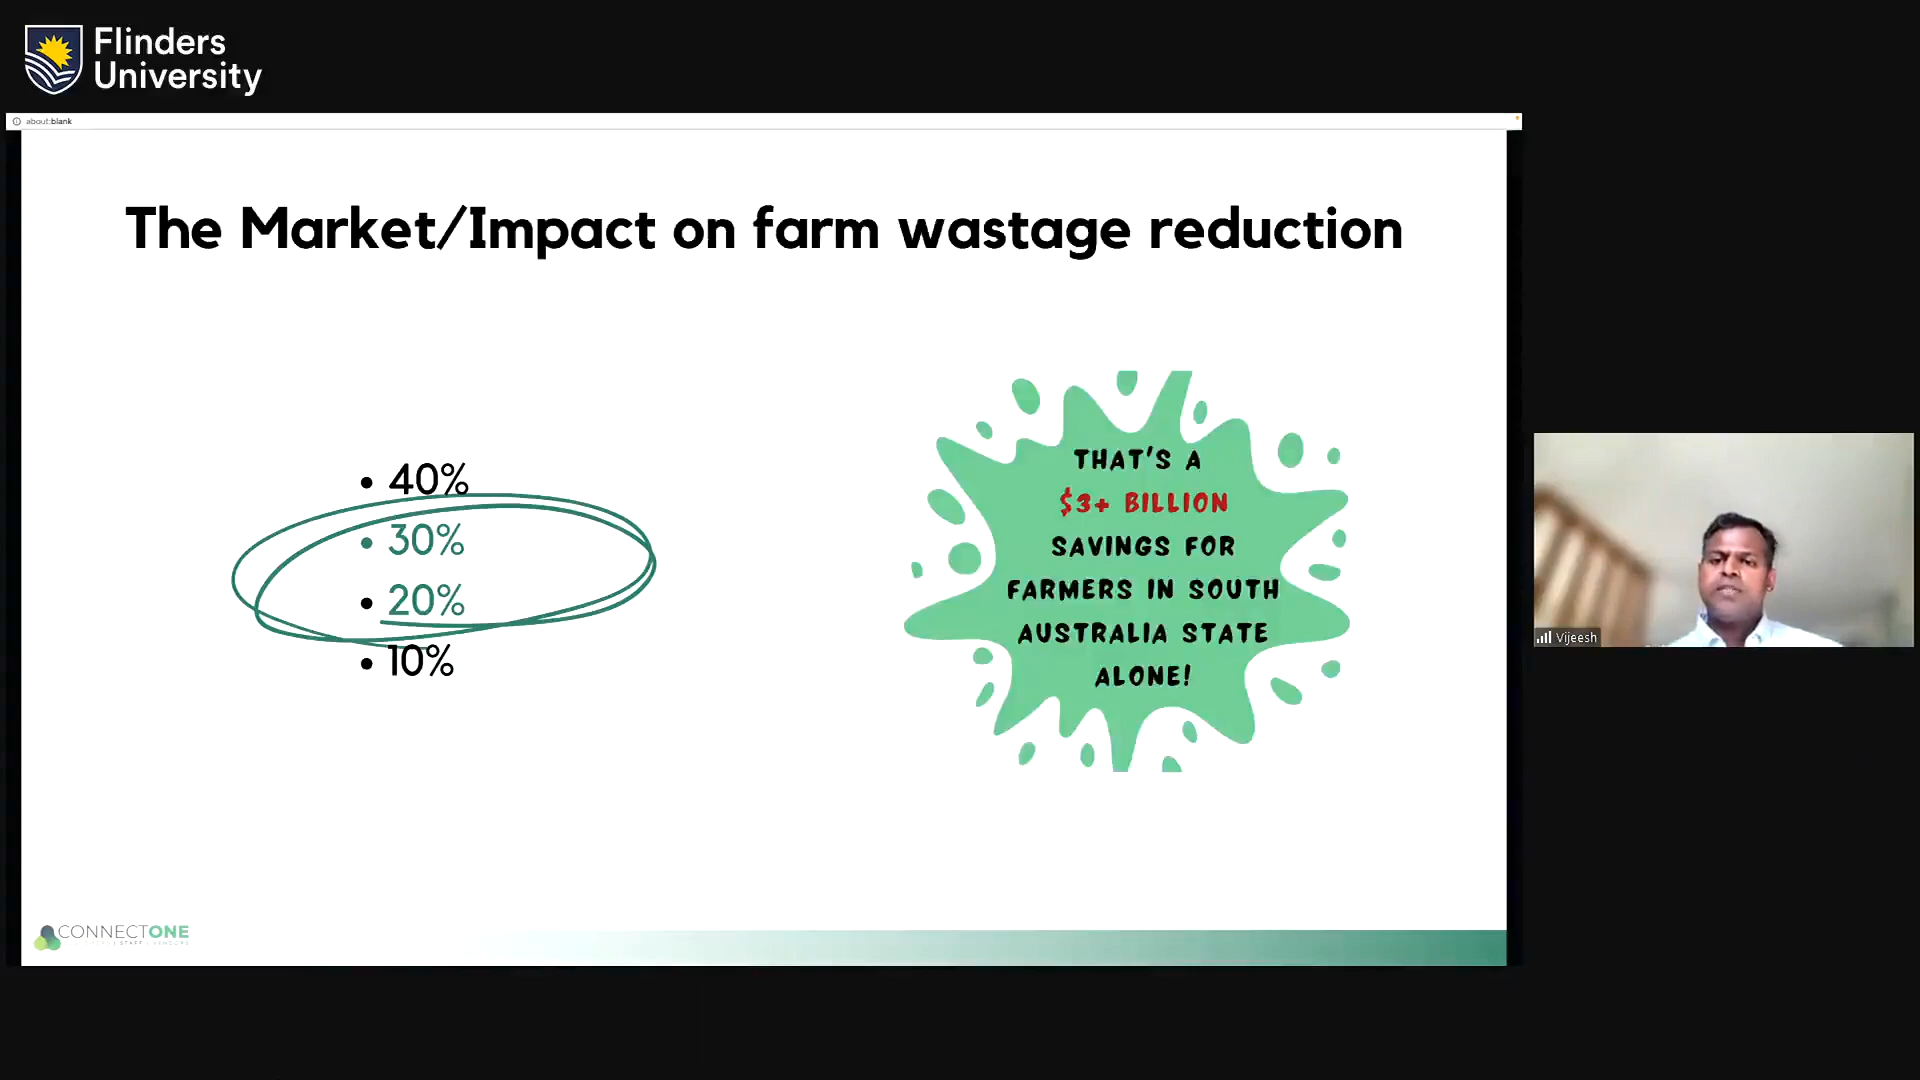 Flinders
University
about:blank
The Market/Impact on farm wastage reduction
• 40%
• 30%
• 20%
• 10%
THAT'S A
$3+ BILLION
SAVINGS FOR
FARMERS IN SOUTH
AUSTRALIA STATE
ALONE!
Vijeesh
CONNECTONE